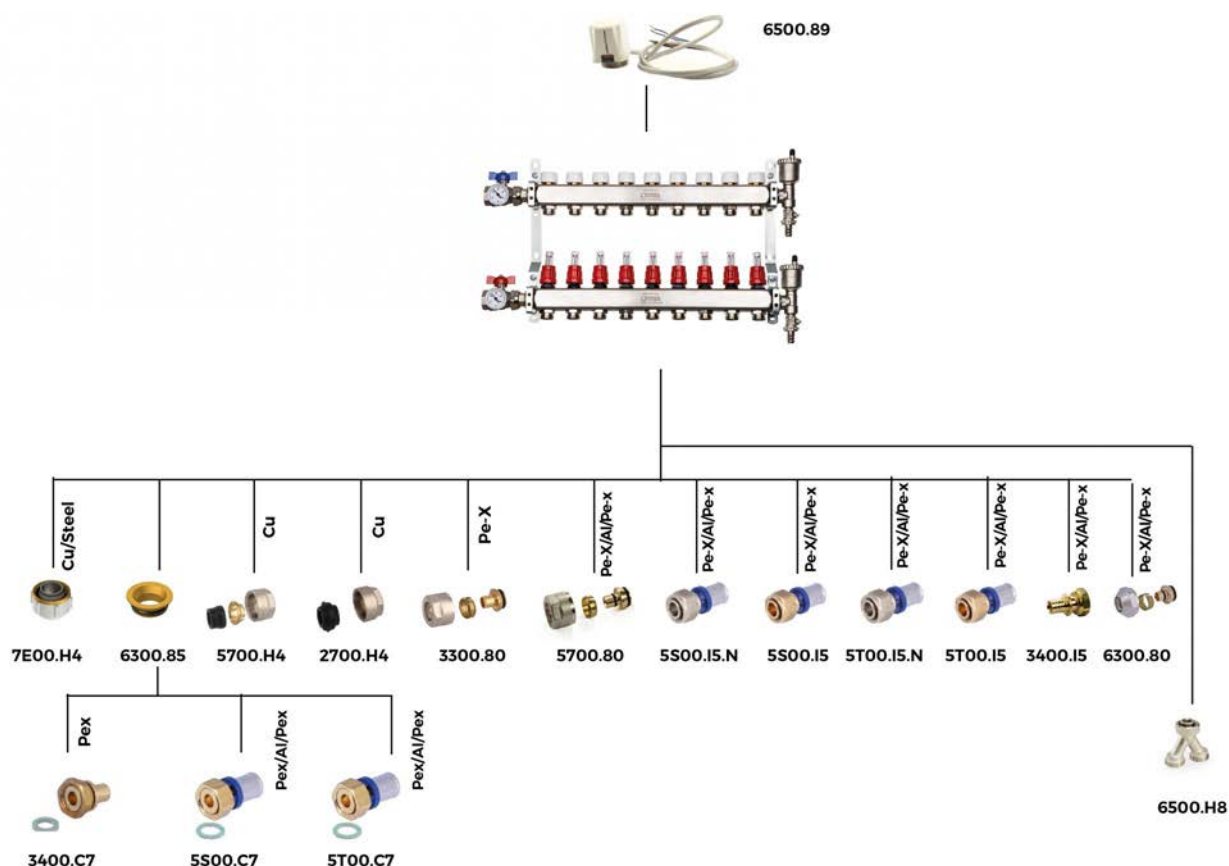 6500.89
Cu/Steel
Cu
Cu
Pe-X
Pe-X/Al/Pe-x
Pe-X/Al/Pe-x
Pe-X/Al/Pe-x
Pe-X/Al/Pe-x
Pe-X/Al/Pe-x
Pe-X/Al/Pe-x
Pe-X/Al/Pe-x
7E00.H4 6300.85 5700.H4 2700.H4 3300.80 5700.80 5S00.I5.N 5S00.I5 5T00.I5.N 5T00.I5 3400.I5 6300.80
Pex
Pex/Al/Pex
Pex/Al/Pex
6500.H8
3400.C7 5S00.C7 5T00.C7